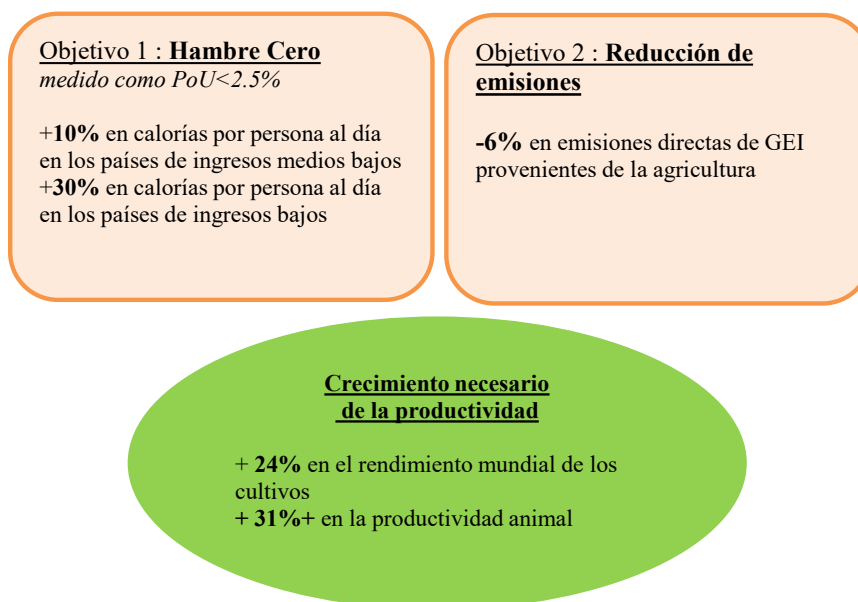 Objetivo 1 : Hambre Cero
medido como PoU<2.5%
+10% en calorías por persona al día
en los países de ingresos medios bajos
+30% en calorías por persona al día
en los países de ingresos bajos
Objetivo 2 : Reducción de
emisiones
-6% en emisiones directas de GEI
provenientes de la agricultura
Crecimiento necesario
de la productividad
+ 24% en el rendimiento mundial de los
cultivos
+ 31%+ en la productividad animal